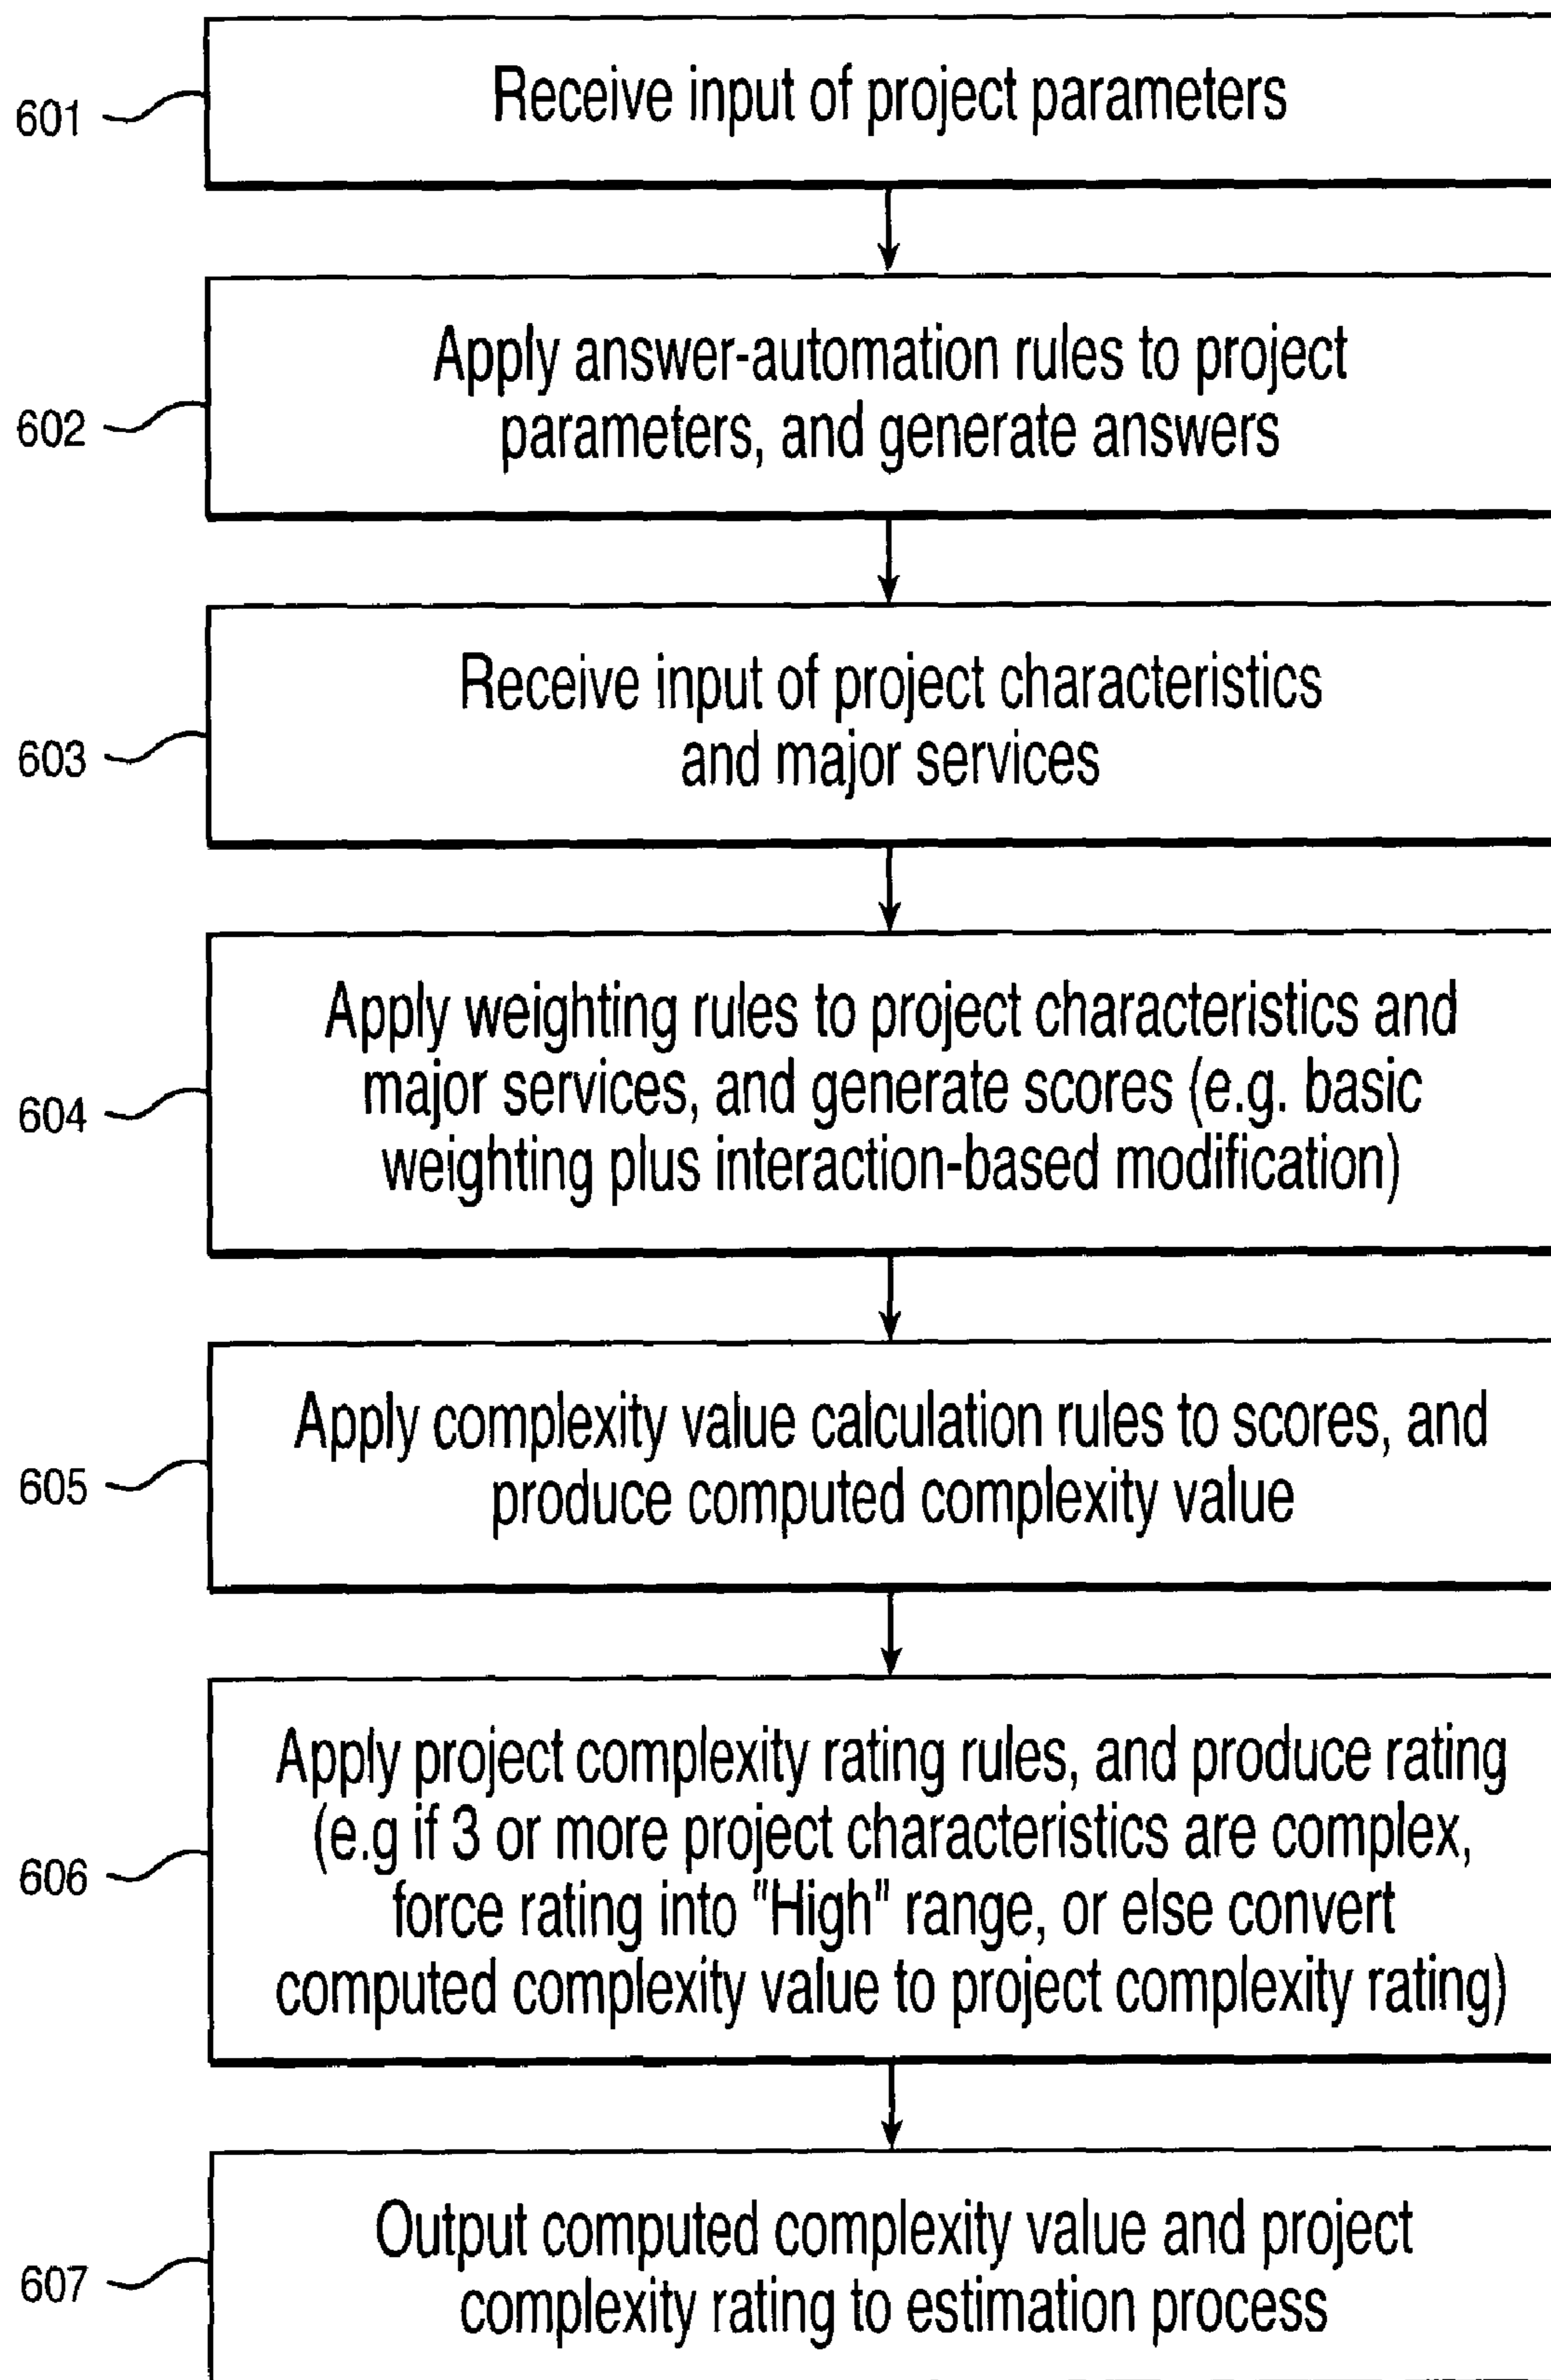 601
Receive input of project parameters
602
Apply answer-automation rules to project
parameters, and generate answers
603
Receive input of project characteristics
and major services
604
Apply weighting rules to project characteristics and
major services, and generate scores (e.g. basic
weighting plus interaction-based modification)
605
Apply complexity value calculation rules to scores, and
produce computed complexity value
606
Apply project complexity rating rules, and produce rating
(e.g if 3 or more project characteristics are complex,
force rating into "High" range, or else convert
computed complexity value to project complexity rating)
607
Output computed complexity value and project
complexity rating to estimation process